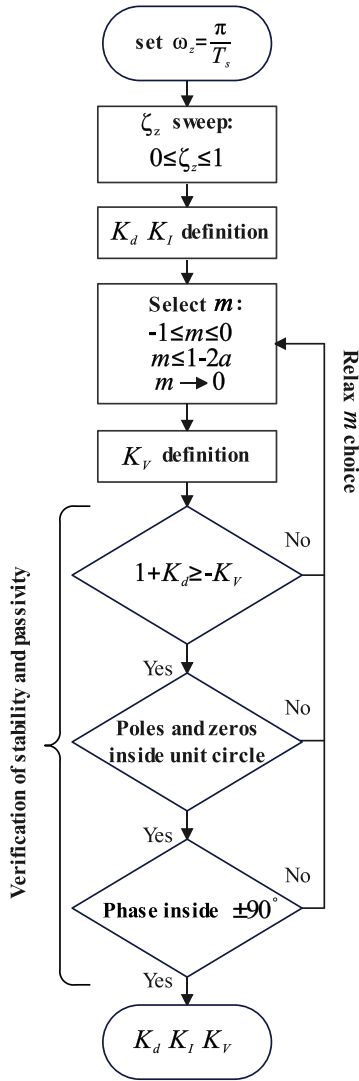 set ω_z = π/T_s
ζ_z sweep:
0≤ζ_z≤1
K_d K_I definition
Select m:
-1≤m≤0
m≤1-2a
m → 0
Relax m choice
K_V definition
1+K_d≥-K_V
No
Yes
Verification of stability and passivity
Poles and zeros
inside unit circle
No
Yes
Phase inside ±90°
No
Yes
K_d K_I K_V